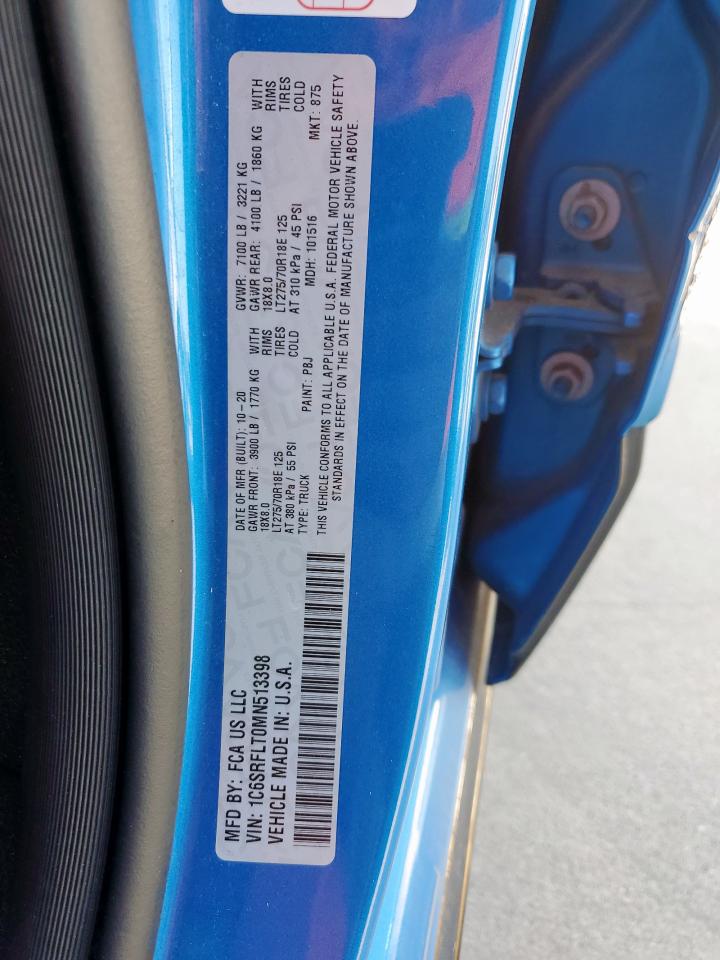 MFD BY: FCA US LLC
VIN: 1C6SRFLT0MN513398
VEHICLE MADE IN: U.S.A.
DATE OF MFR (BUILT): 10-20 GVWR: 7100 LB / 3221 KG
GAWR FRONT: 3900 LB / 1770 KG WITH GAWR REAR: 4100 LB / 1860 KG WITH
18X8.0 RIMS 18X8.0 RIMS
LT275/70R18E 125 TIRES LT275/70R18E 125 TIRES
AT 380 kPa / 55 PSI COLD AT 310 kPa / 45 PSI COLD
TYPE: TRUCK PAINT: PBJ MDH: 101516 MKT: 875
THIS VEHICLE CONFORMS TO ALL APPLICABLE U.S.A. FEDERAL MOTOR VEHICLE SAFETY
STANDARDS IN EFFECT ON THE DATE OF MANUFACTURE SHOWN ABOVE.